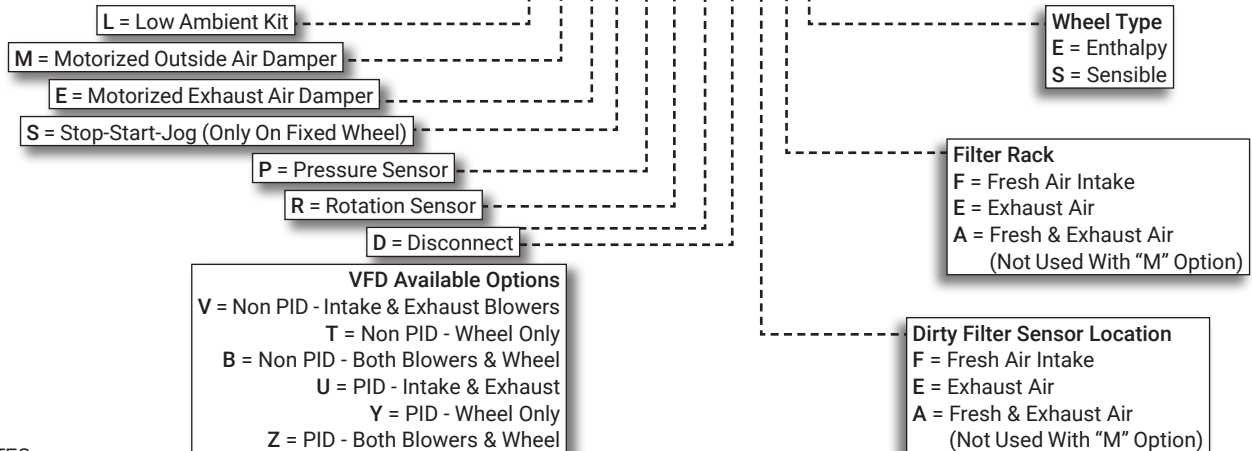 L = Low Ambient Kit
M = Motorized Outside Air Damper
E = Motorized Exhaust Air Damper
S = Stop-Start-Jog (Only On Fixed Wheel)
P = Pressure Sensor
R = Rotation Sensor
D = Disconnect
VFD Available Options
V = Non PID - Intake & Exhaust Blowers
T = Non PID - Wheel Only
B = Non PID - Both Blowers & Wheel
U = PID - Intake & Exhaust
Y = PID - Wheel Only
Z = PID - Both Blowers & Wheel
Wheel Type
E = Enthalpy
S = Sensible
Filter Rack
F = Fresh Air Intake
E = Exhaust Air
A = Fresh & Exhaust Air
(Not Used With “M” Option)
Dirty Filter Sensor Location
F = Fresh Air Intake
E = Exhaust Air
A = Fresh & Exhaust Air
(Not Used With “M” Option)